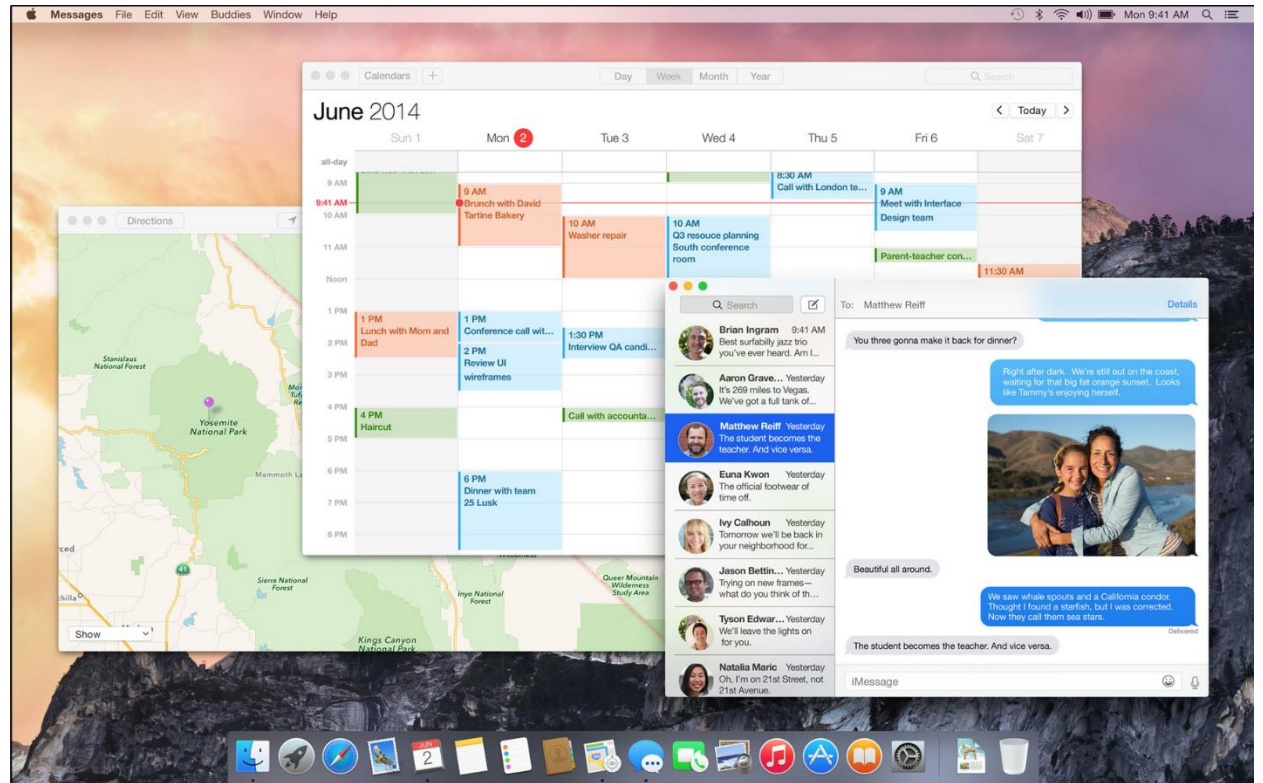 Messages File Edit View Buddies Window Help
Mon 9:41 AM
Calendars +
Day Week Month Year
Search
June 2014
Today
Sun 1 Mon 2 Tue 3 Wed 4 Thu 5 Fri 6 Sat 7
all-day
9 AM
9:41 AM
10 AM
11 AM
Noon
1 PM
2 PM
3 PM
4 PM
5 PM
6 PM
7 PM
8 PM
1 PM
Lunch with Mom and
Dad
4 PM
Haircut
9 AM
Brunch with David
Tartine Bakery
1 PM
Conference call wit...
2 PM
Review UI
wireframes
6 PM
Dinner with team
25 Lusk
10 AM
Washer repair
1:30 PM
Interview QA candi...
Call with accounta...
10 AM
Q3 resouce planning
South conference
room
8:30 AM
Call with London te...
9 AM
Meet with Interface
Design team
Parent-teacher con...
11:30 AM
Directions
Stanislaus
National Forest
Yosemite
National Park
Mammoth La
41
Sierra National
Forest
Inyo National
Forest
Wilderness
Queer Mountain
Wilderness
Study Area
Kings Canyon
National Park
Show
Search
Brian Ingram 9:41 AM
Best surfabilly jazz trio
you've ever heard. Am I...
Aaron Grave... Yesterday
It's 269 miles to Vegas.
We've got a full tank of...
Matthew Reiff Yesterday
The student becomes the
teacher. And vice versa.
Euna Kwon Yesterday
The official footwear of
time off.
Ivy Calhoun Yesterday
Tomorrow we'll be back in
your neighborhood for...
Jason Bettin... Yesterday
Trying on new frames—
what do you think of th...
Tyson Edwar... Yesterday
We'll leave the lights on
for you.
Natalia Maric Yesterday
Oh, I'm on 21st Street, not
21st Avenue.
To: Matthew Reiff
Details
You three gonna make it back for dinner?
Right after dark. We're still out on the coast,
waiting for that big fat orange sunset. Looks
like Tammy's enjoying herself.
Beautiful all around.
We saw whale spouts and a California condor.
Thought I found a starfish, but I was corrected.
Now they call them sea stars.
Delivered
The student becomes the teacher. And vice versa.
iMessage
JUN
2